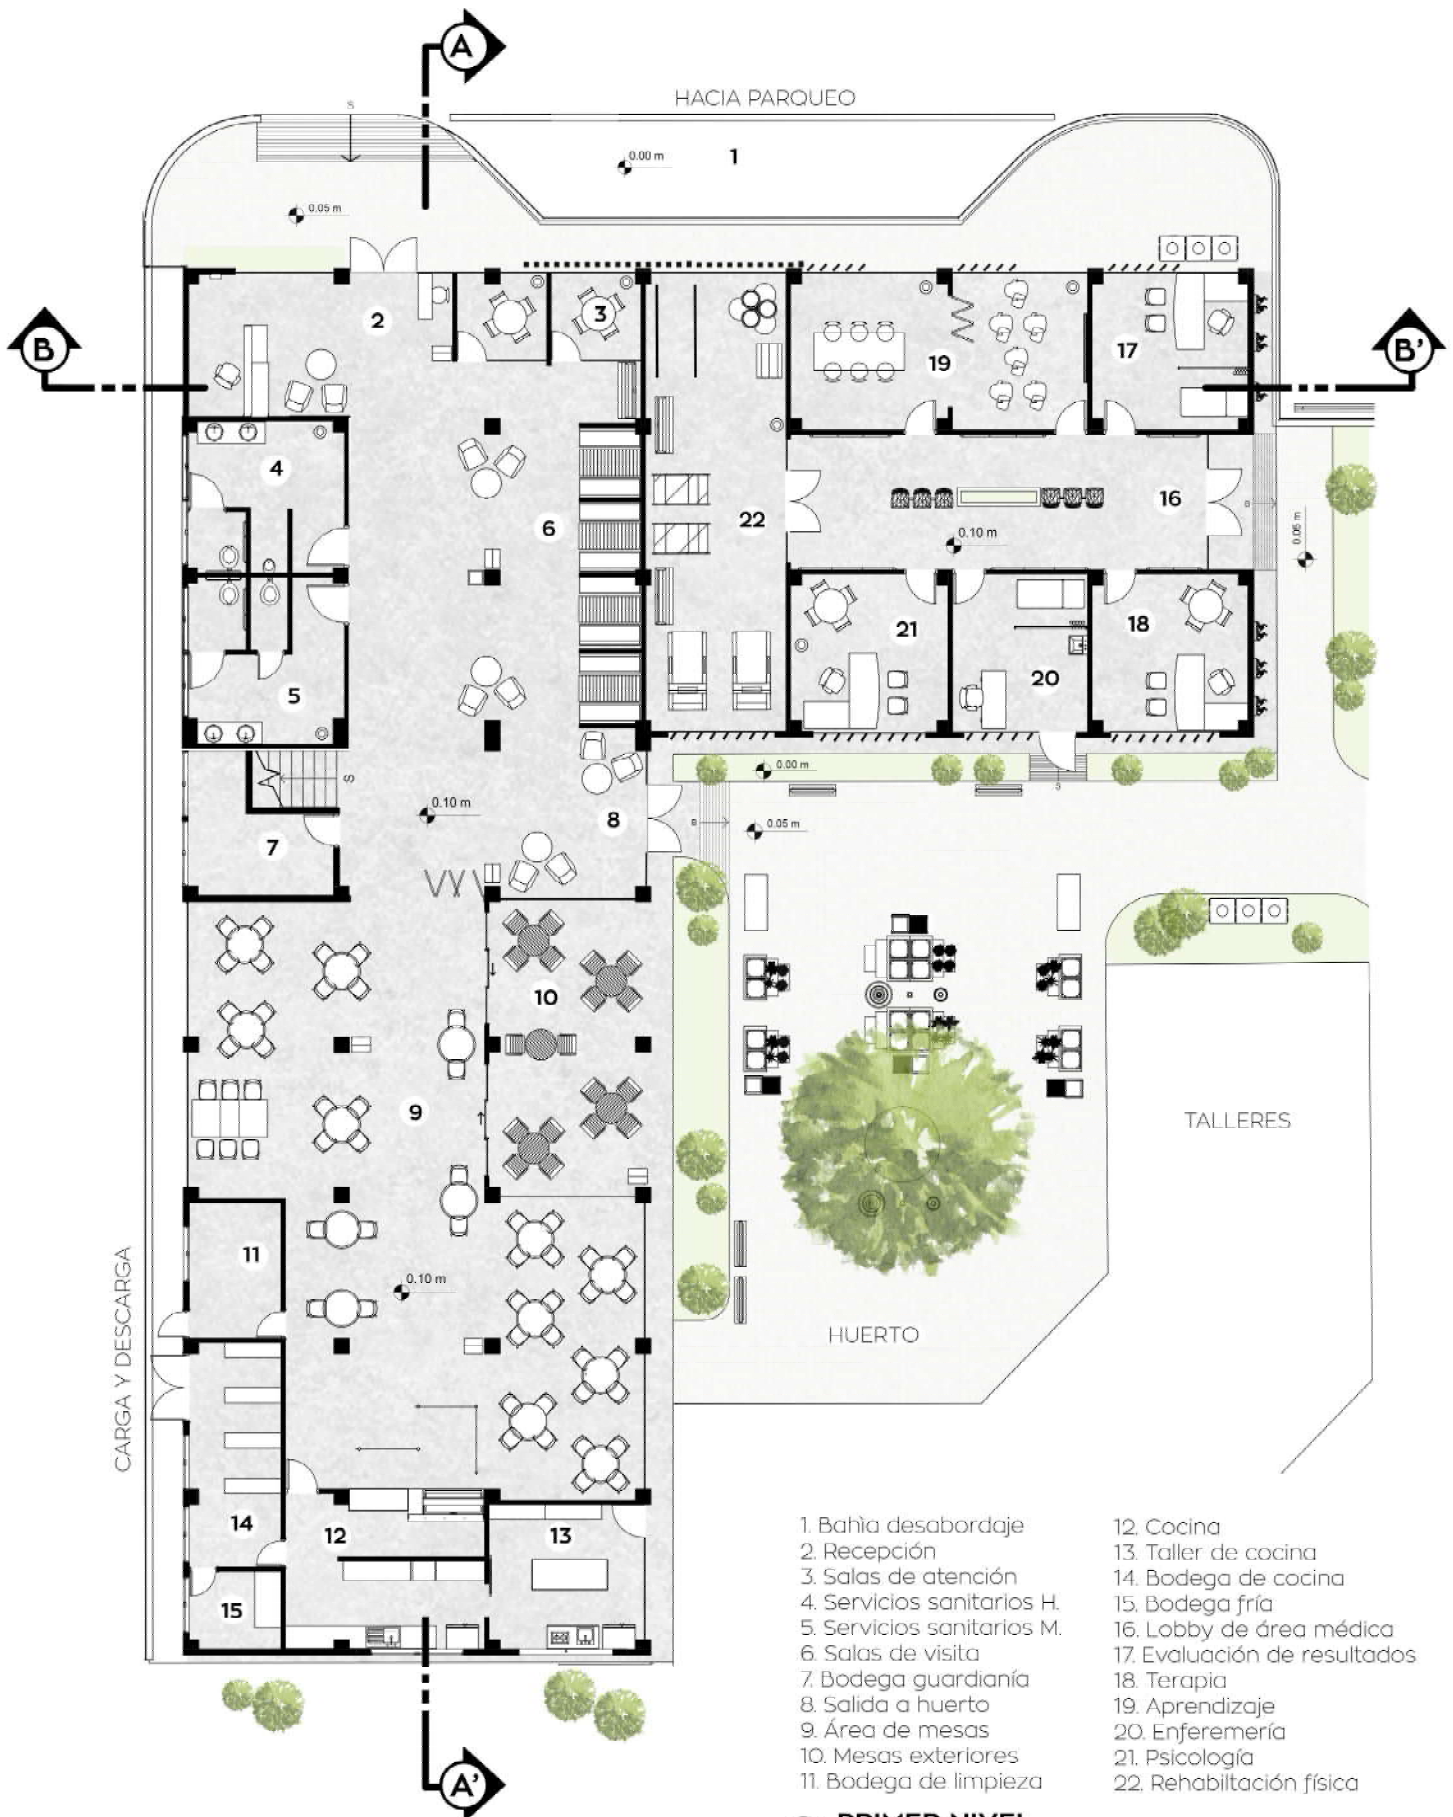 A
HACIA PARQUEO
S
0.00 m
1
0.05 m
B
2
3
19
17
B'
4
6
22
16
0.10 m
0.05 m
5
21
20
18
S
0.00 m
0.10 m
8
0.05 m
7
10
9
TALLERES
11
0.10 m
HUERTO
CARGA Y DESCARGA
14
12
13
15
A'
1. Bahìa desabordaje
2. Recepción
3. Salas de atención
4. Servicios sanitarios H.
5. Servicios sanitarios M.
6. Salas de visita
7. Bodega guardianía
8. Salida a huerto
9. Área de mesas
10. Mesas exteriores
11. Bodega de limpieza
12. Cocina
13. Taller de cocina
14. Bodega de cocina
15. Bodega fría
16. Lobby de área médica
17. Evaluación de resultados
18. Terapia
19. Aprendizaje
20. Enferemería
21. Psicología
22. Rehabiltación física
PRIMER NIVEL